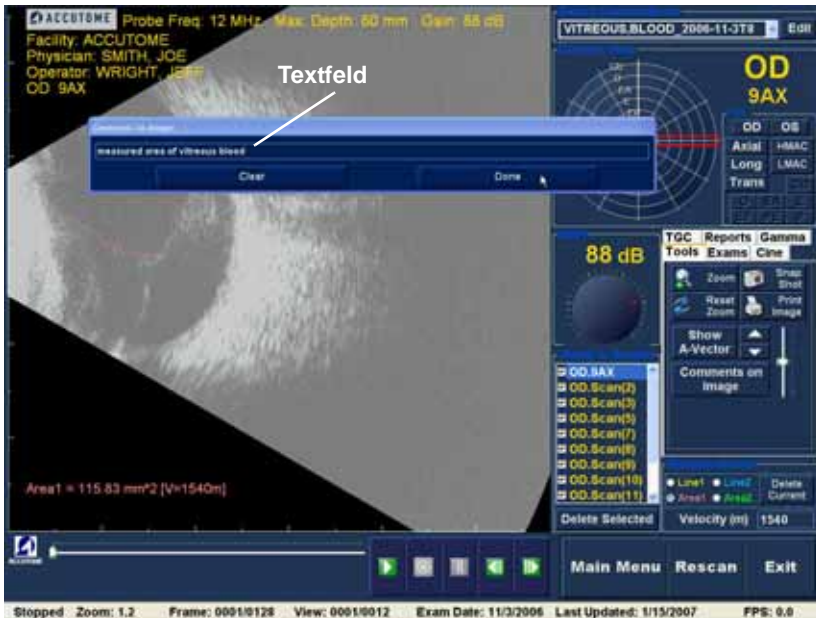 ACCUTOME Probe Freq: 12 MHz Max. Depth: 60 mm Gain: 88 dB
Facility: ACCUTOME
Physician: SMITH, JOE
Operator: WRIGHT, JEFF
OD 9AX
Textfeld
Comments on Image
measured area of vitreous blood
Clear Done
Area1 = 115.83 mm^2 [V=1540m]
VITREOUS.BLOOD_2006-11-3T8 Edit
OD
9AX
OD OS
Axial HMAC
Long LMAC
Trans
88 dB
TGC Reports Gamma
Tools Exams Cine
Zoom Snap Shot
Reset Zoom Print Image
Show A-Vector
Comments on Image
OD.9AX
OD.Scan(2)
OD.Scan(3)
OD.Scan(5)
OD.Scan(7)
OD.Scan(8)
OD.Scan(9)
OD.Scan(10)
OD.Scan(11)
Delete Selected
Line1 Line2 Delete Current
Area1 Area2
Velocity (m) 1540
ACCUTOME
Main Menu Rescan Exit
Stopped Zoom: 1.2 Frame: 0001/0128 View: 0001/0012 Exam Date: 11/3/2006 Last Updated: 1/15/2007 FPS: 0.0